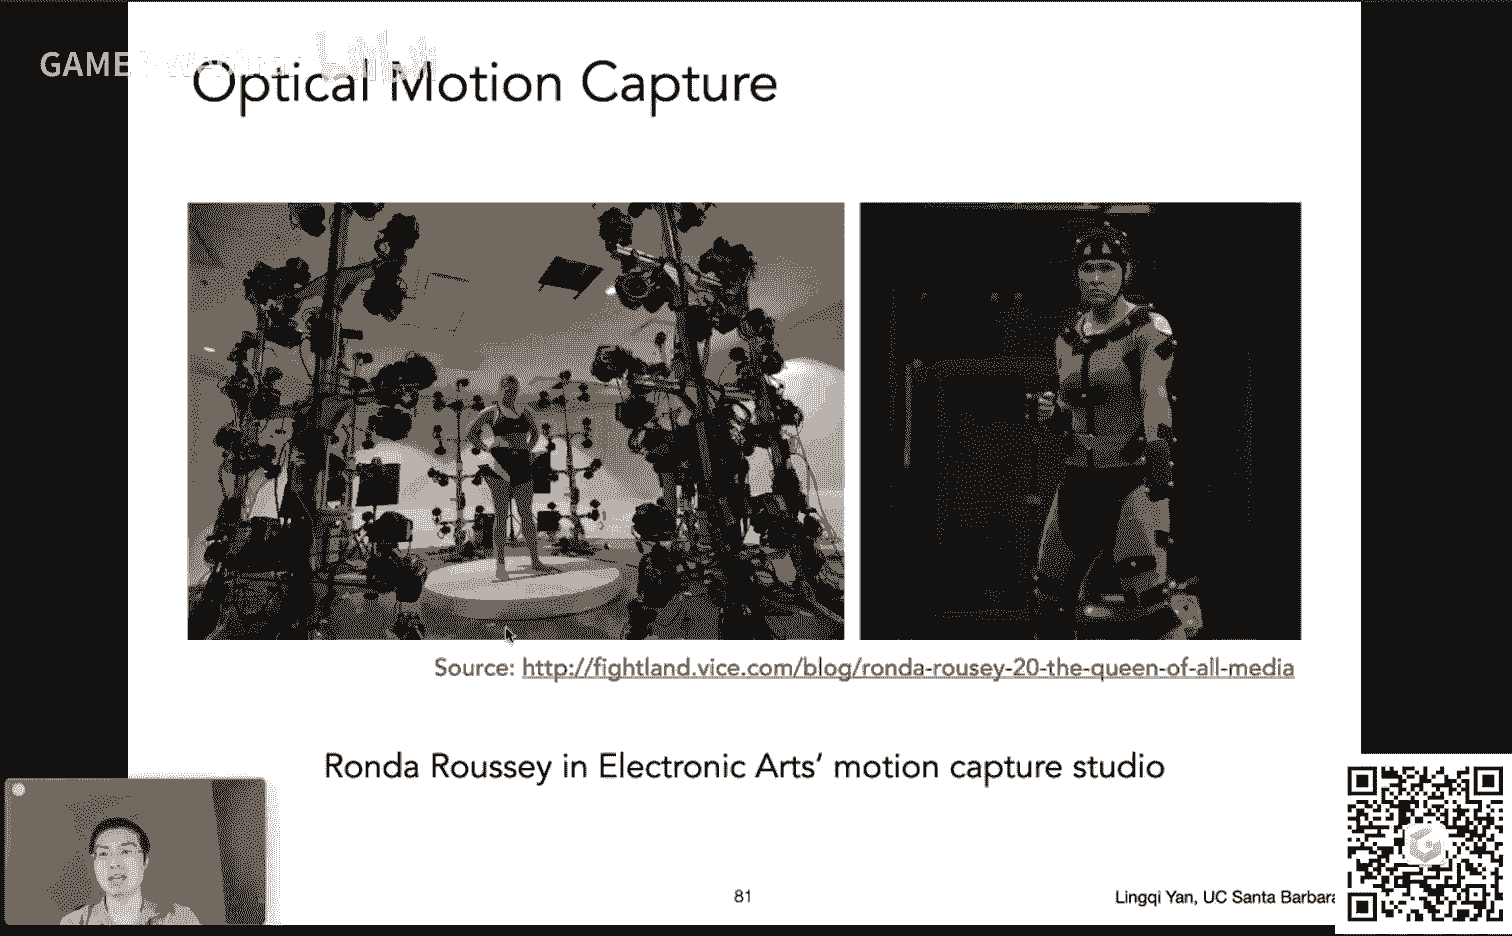 GAME
Optical Motion Capture
Source: http://fightland.vice.com/blog/ronda-rousey-20-the-queen-of-all-media
Ronda Roussey in Electronic Arts' motion capture studio
81
Lingqi Yan, UC Santa Barbara